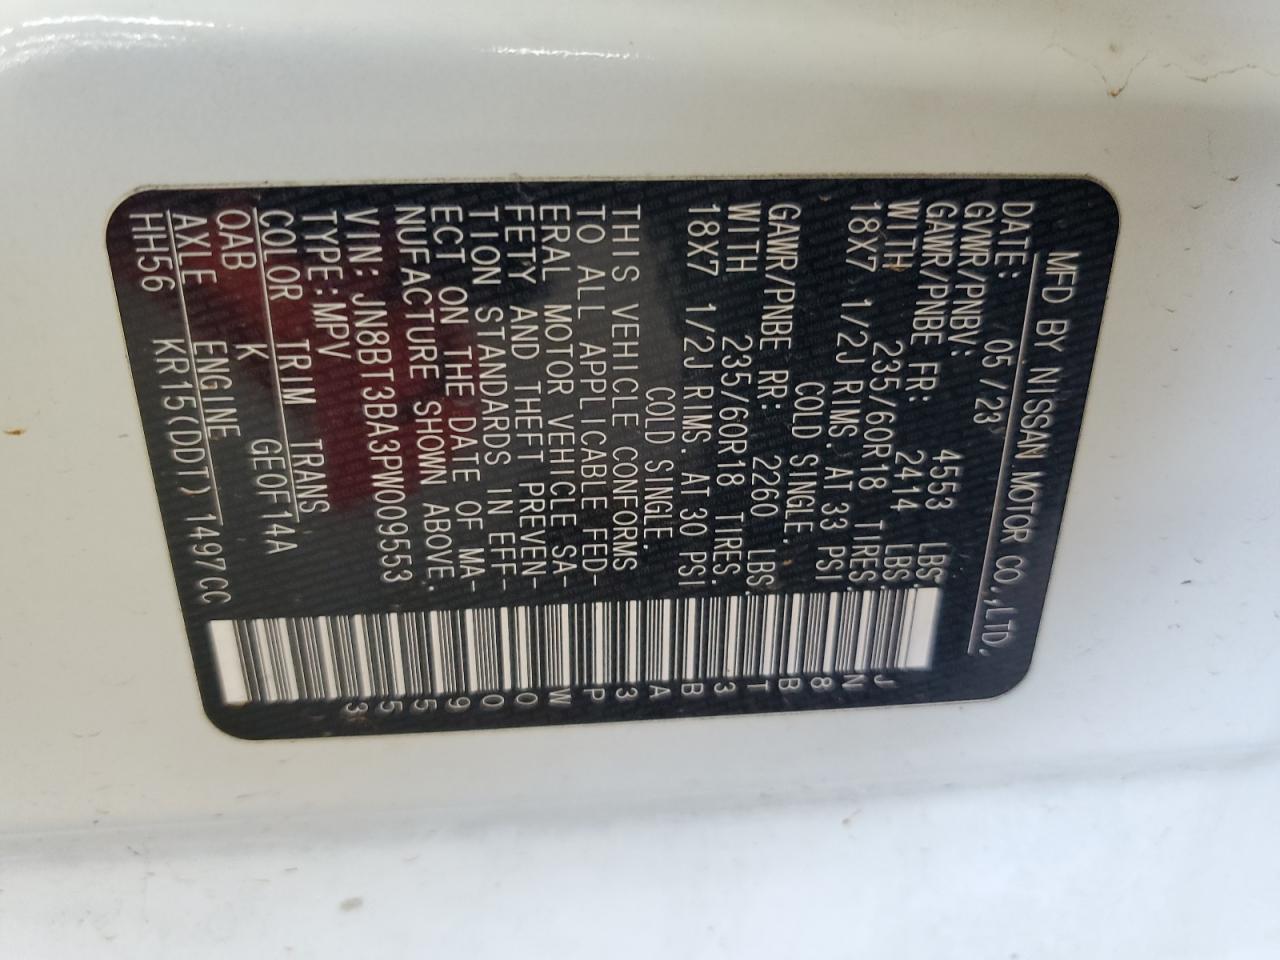 MFD BY NISSAN MOTOR CO.,LTD.
DATE: 05/23
GVWR/PNBV: 4553 LBS.
GAWR/PNBE FR: 2414 LBS.
WITH 235/60R18 TIRES.
18X7 1/2J RIMS. AT 33 PSI
COLD SINGLE.
GAWR/PNBE RR: 2260 LBS.
WITH 235/60R18 TIRES.
18X7 1/2J RIMS. AT 30 PSI
COLD SINGLE.
THIS VEHICLE CONFORMS
TO ALL APPLICABLE FED-
ERAL MOTOR VEHICLE SA-
FETY AND THEFT PREVEN-
TION STANDARDS IN EFF-
ECT ON THE DATE OF MA-
NUFACTURE SHOWN ABOVE.
VIN: JN8BT3BA3PW009553
TYPE:MPV
COLOR TRIM TRANS
QAB K GE0F14A
AXLE ENGINE
HH56 KR15(DDT) 1497CC
JN8BT3BA3PW009553